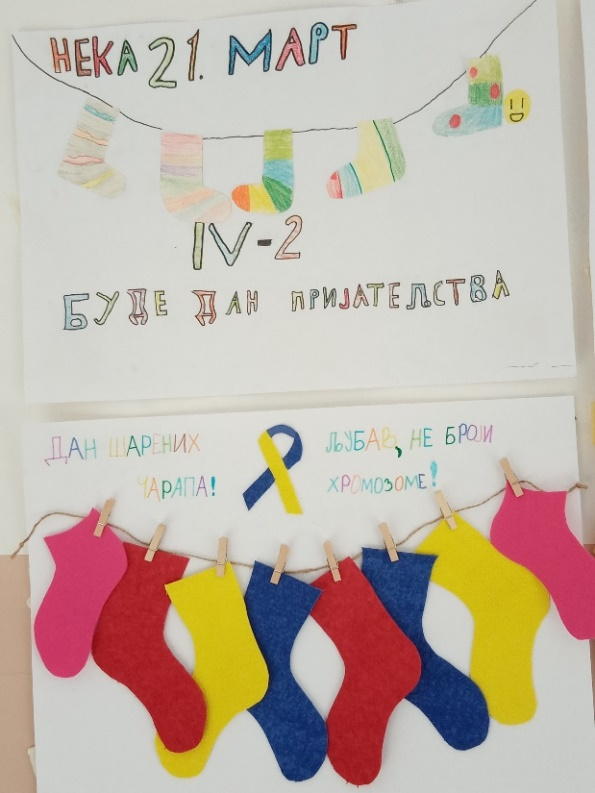 НЕКА 21. МАРТ
IV-2
БУДЕ ДАН ПРИЈАТЕЉСТВА
ДАН ШАРЕНИХ
ЧАРАПА!
ЉУБАВ, НЕ БРОЈИ
ХРОМОЗОМЕ!